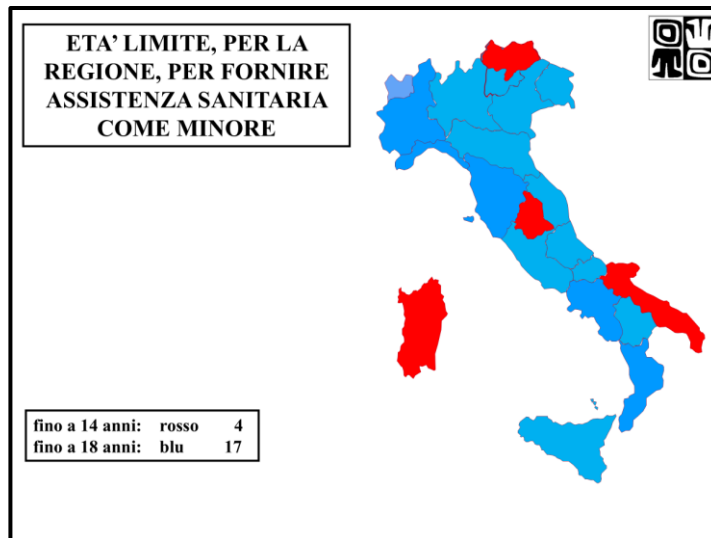 ETA’ LIMITE, PER LA
REGIONE, PER FORNIRE
ASSISTENZA SANITARIA
COME MINORE
fino a 14 anni: rosso 4
fino a 18 anni: blu 17